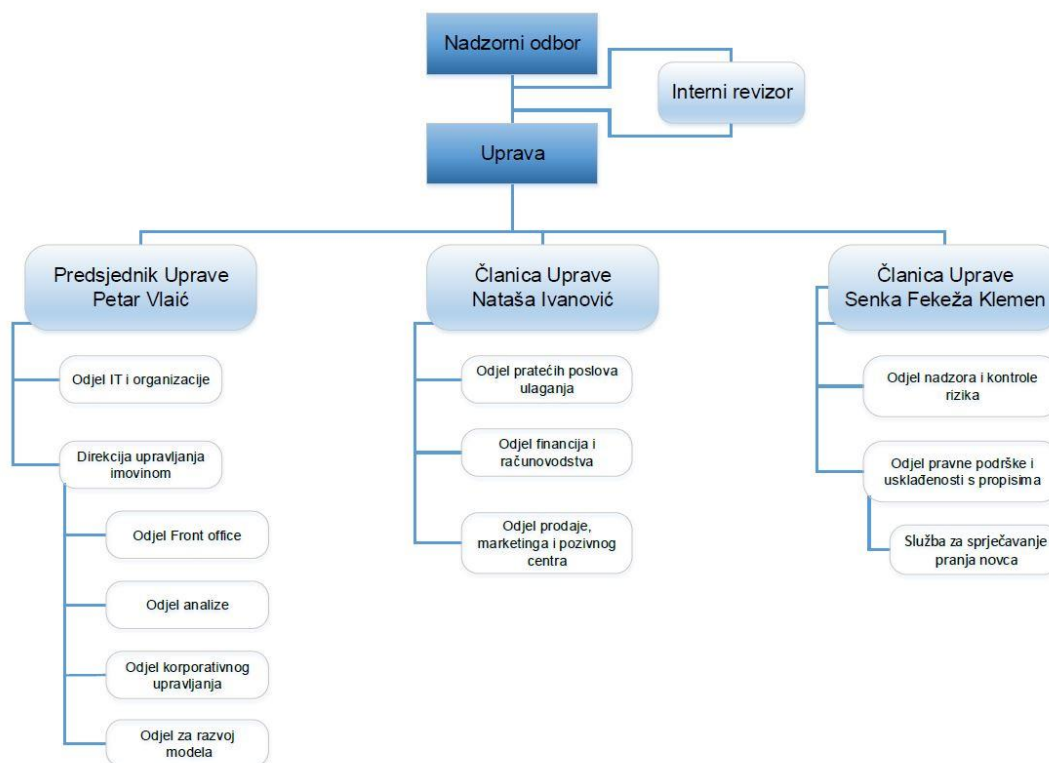 Nadzorni odbor
Interni revizor
Uprava
Predsjednik Uprave
Petar Vlaić
Odjel IT i organizacije
Direkcija upravljanja
imovinom
Odjel Front office
Odjel analize
Odjel korporativnog
upravljanja
Odjel za razvoj
modela
Članica Uprave
Nataša Ivanović
Odjel pratećih poslova
ulaganja
Odjel financija i
računovodstva
Odjel prodaje,
marketinga i pozivnog
centra
Članica Uprave
Senka Fekeža Klemen
Odjel nadzora i kontrole
rizika
Odjel pravne podrške i
usklađenosti s propisima
Služba za sprječavanje
pranja novca